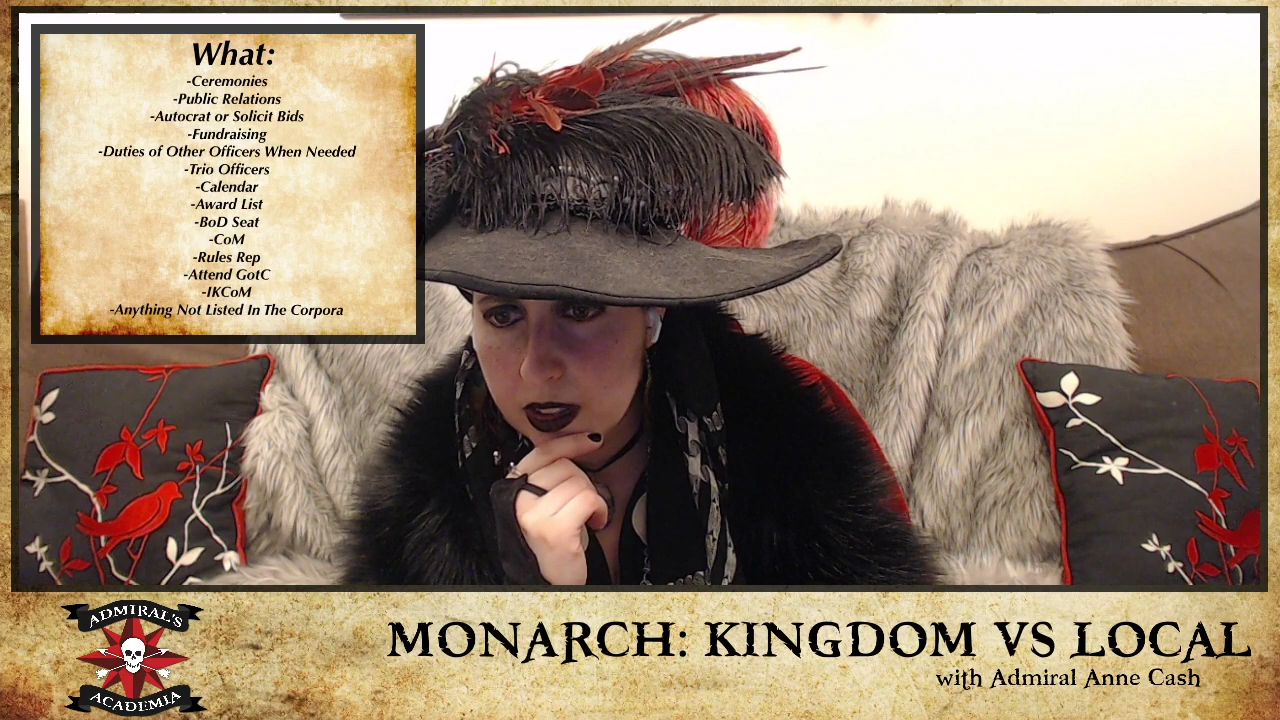 What:
-Ceremonies
-Public Relations
-Autocrat or Solicit Bids
-Fundraising
-Duties of Other Officers When Needed
-Trio Officers
-Calendar
-Award List
-BoD Seat
-CoM
-Rules Rep
-Attend GotC
-IKCoM
-Anything Not Listed In The Corpora
ADMIRAL'S
ACADEMIA
MONARCH: KINGDOM VS LOCAL
with Admiral Anne Cash